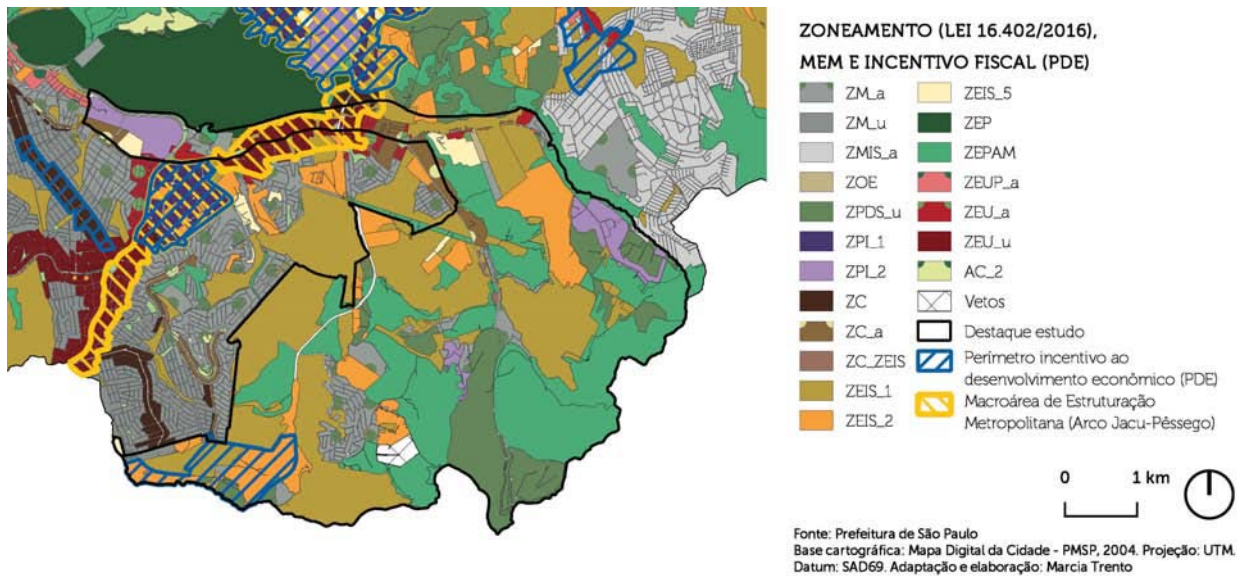 ZONEAMENTO (LEI 16.402/2016),
MEM E INCENTIVO FISCAL (PDE)
ZM_a
ZM_u
ZMIS_a
ZOE
ZPDS_u
ZPI_1
ZPI_2
ZC
ZC_a
ZC_ZEIS
ZEIS_1
ZEIS_2
ZEIS_5
ZEP
ZEPAM
ZEUP_a
ZEU_a
ZEU_u
AC_2
Vetos
Destaque estudo
Perímetro incentivo ao
desenvolvimento econômico (PDE)
Macroárea de Estruturação
Metropolitana (Arco Jacu-Pêssego)
0 1 km
Fonte: Prefeitura de São Paulo
Base cartográfica: Mapa Digital da Cidade - PMSP, 2004. Projeção: UTM.
Datum: SAD69. Adaptação e elaboração: Marcia Trento